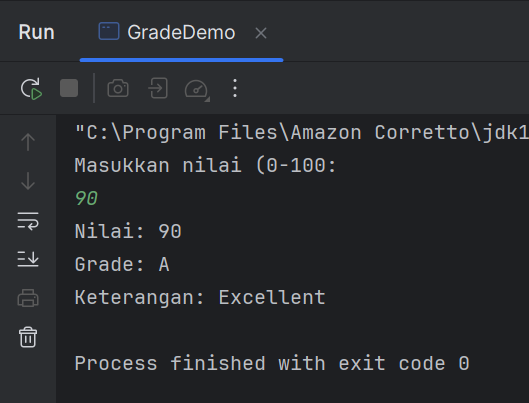 Run GradeDemo
"C:\Program Files\Amazon Corretto\jdk1
Masukkan nilai (0-100:
90
Nilai: 90
Grade: A
Keterangan: Excellent
Process finished with exit code 0